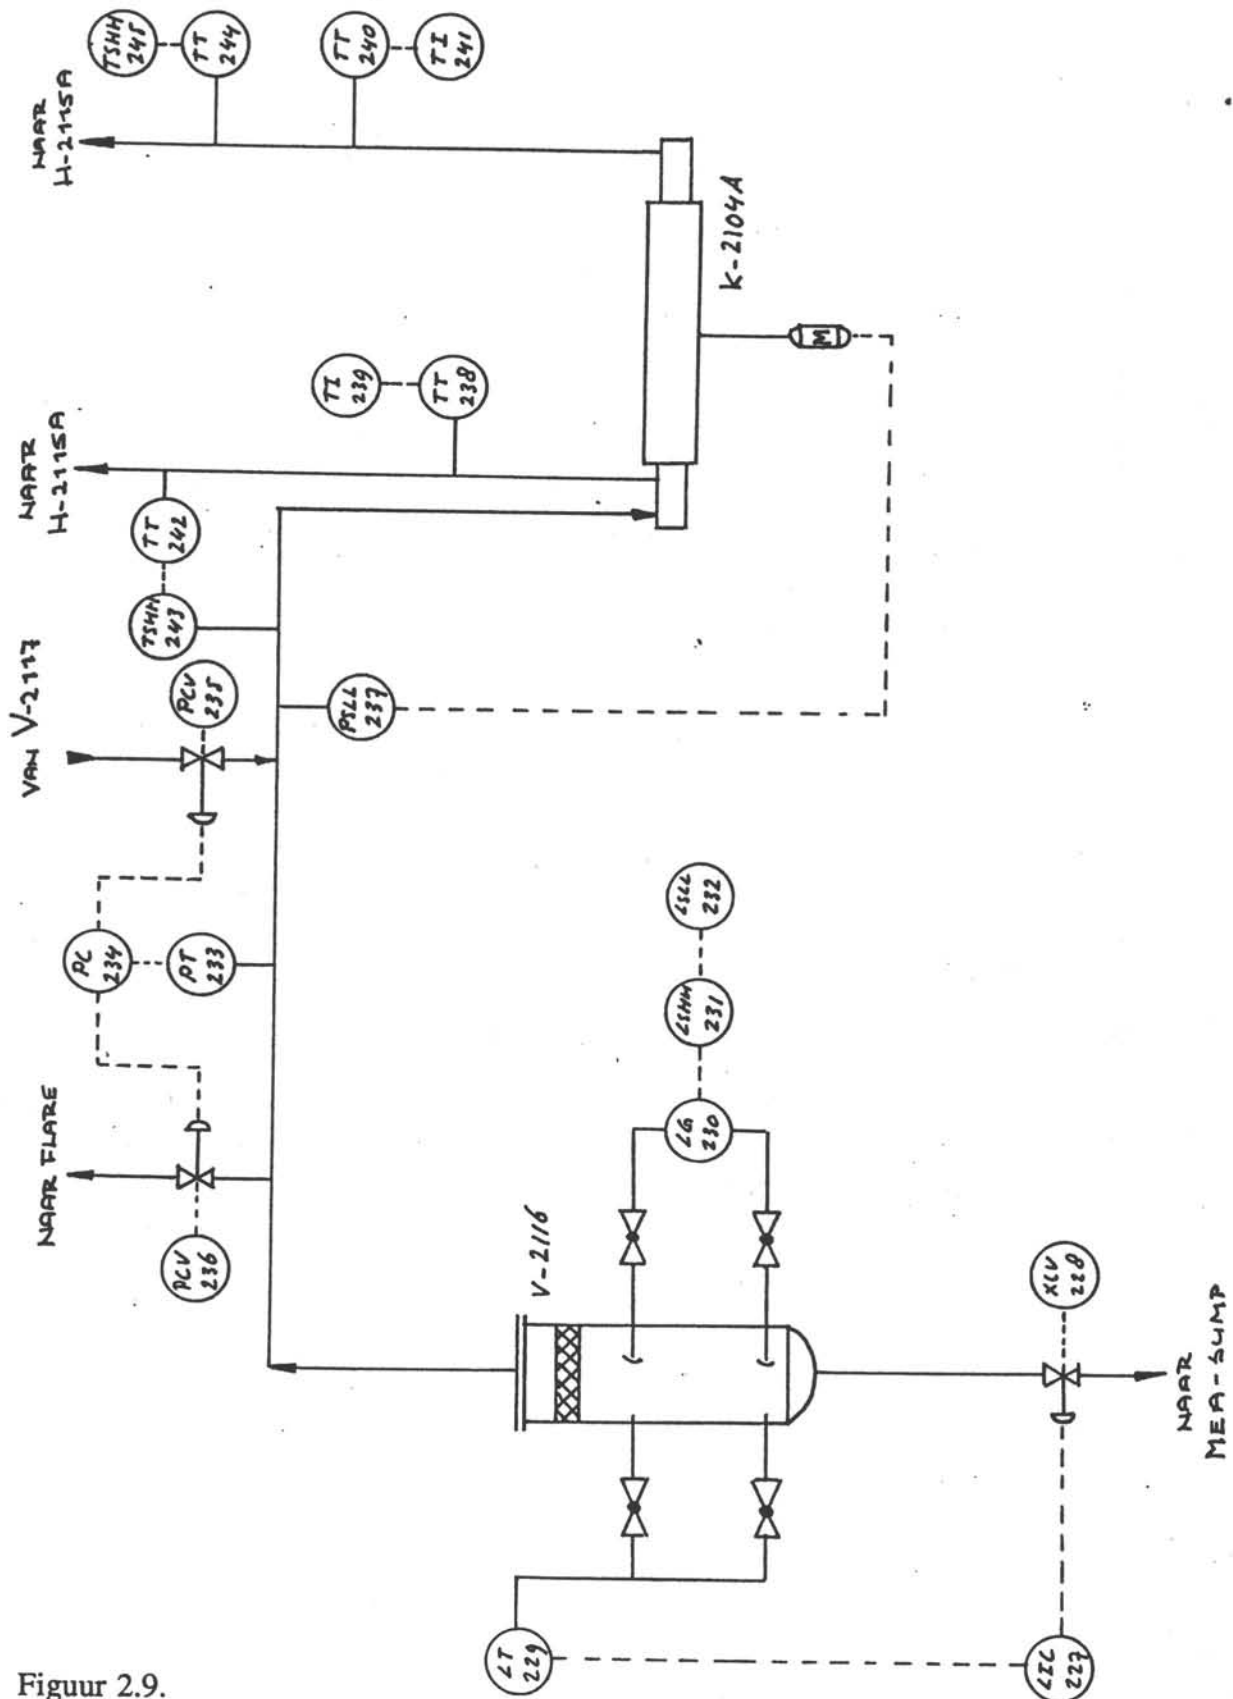 TSHH
245
TT
244
TT
240
TI
241
NAAR
H-2115A
K-2104A
M
TI
239
TT
238
NAAR
H-2115A
TT
242
TSHH
243
VAN V-2117
PCV
235
PSLL
237
PC
234
PT
233
LSLL
232
LSHH
231
LG
230
NAAR FLARE
PCV
236
V-2116
XCV
228
NAAR
MEA-SUMP
LT
229
LIC
227
Figuur 2.9.